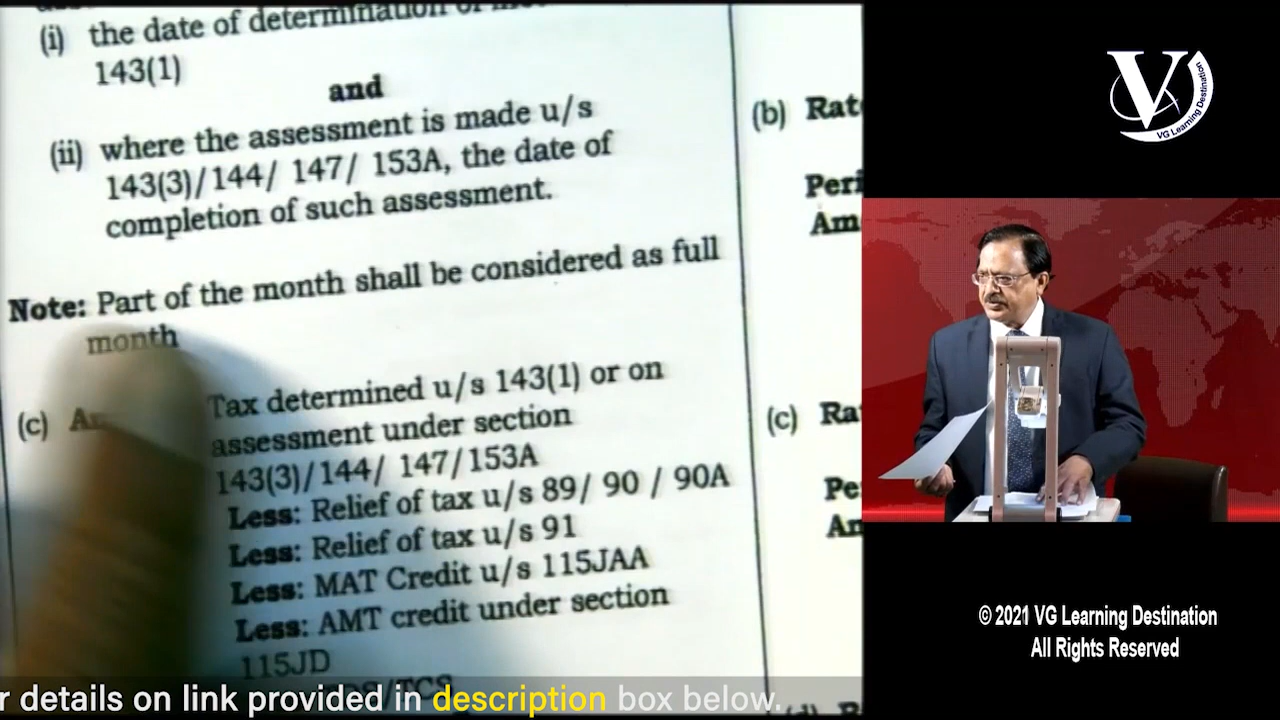 (i) the date of determination of
143(1)
and
(ii) where the assessment is made u/s
143(3)/144/ 147/ 153A, the date of
completion of such assessment.
Note: Part of the month shall be considered as full
month
(c) Tax determined u/s 143(1) or on
assessment under section
143(3)/144/ 147/153A
Less: Relief of tax u/s 89/ 90 / 90A
Less: Relief of tax u/s 91
Less: MAT Credit u/s 115JAA
Less: AMT credit under section
115JD
/TCS
(b) Rat
Peri
Am
(c) Ra
Pe
An
V
VG Learning Destination
© 2021 VG Learning Destination
All Rights Reserved
r details on link provided in description box below.